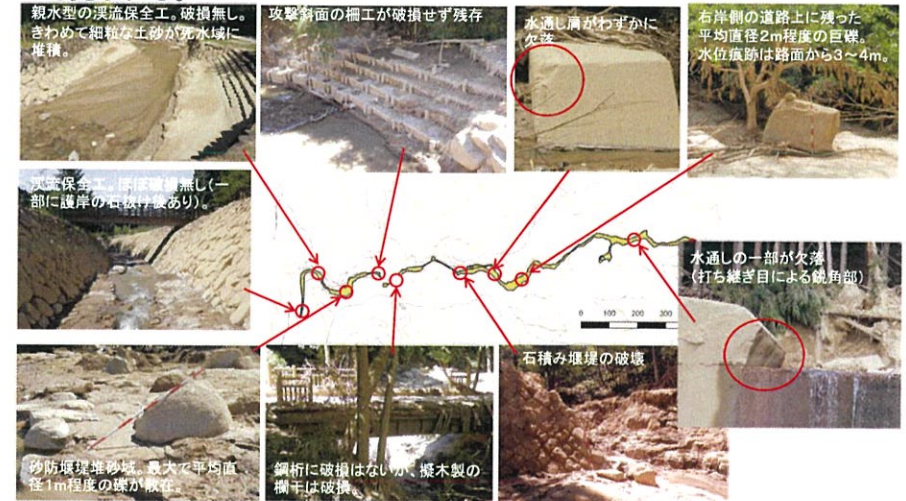 親水型の渓流保全工。破損無し。
きわめて細粒な土砂が死水域に
堆積。
攻撃斜面の柵工が破損せず残存
水通し肩がわずかに
欠落
右岸側の道路上に残った
平均直径2m程度の巨礫。
水位痕跡は路面から3~4m。
渓流保全工。ほぼ破損無し(一
部に護岸の石抜け後あり)。
水通しの一部が欠落
(打ち継ぎ目による鋭角部)
0 100 200 300
砂防堰堤堆砂域。最大で平均直
径1m程度の礫が散在。
鋼桁に破損はないが、擬木製の
欄干は破損。
石積み堰堤の破壊